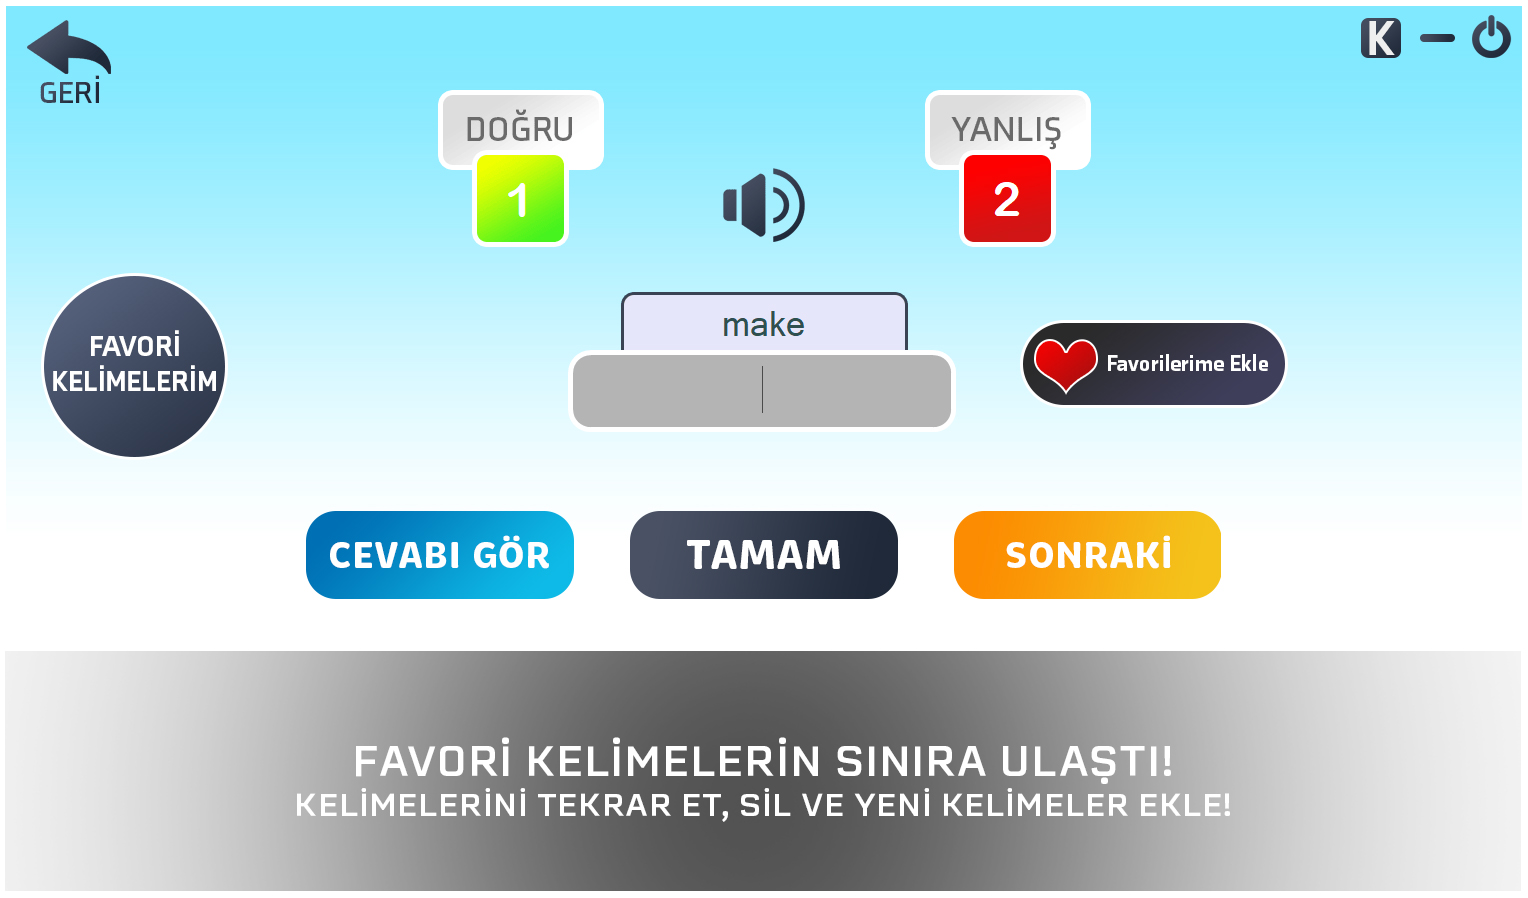 K
GERİ
DOĞRU
YANLIŞ
1
2
make
FAVORİ
KELİMELERİM
Favorilerime Ekle
CEVABI GÖR
TAMAM
SONRAKİ
FAVORİ KELİMELERİN SINIRA ULAŞTI!
KELİMELERİNİ TEKRAR ET, SİL VE YENİ KELİMELER EKLE!